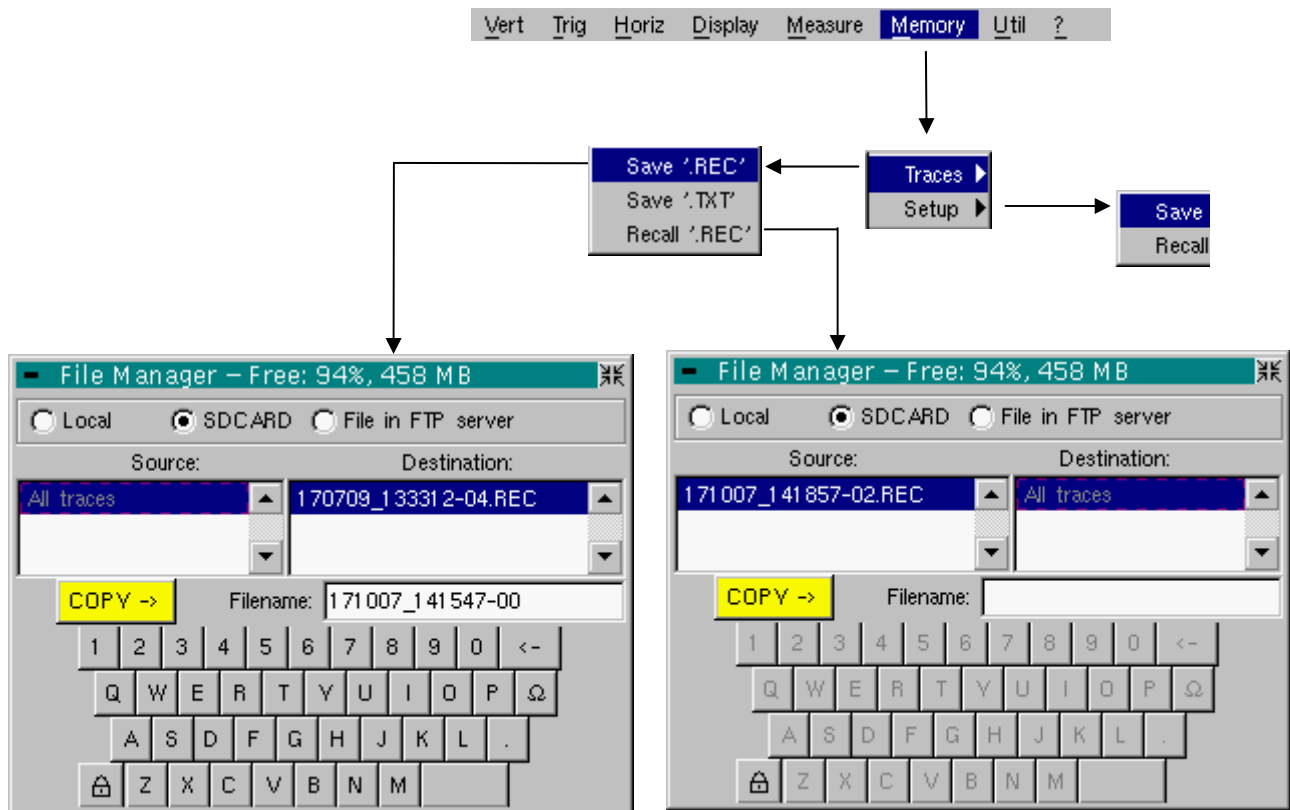 Vert Trig Horiz Display Measure Memory Util ?
Save '.REC'
Save '.TXT'
Recall '.REC'
Traces
Setup
Save
Recall
File Manager – Free: 94%, 458 MB
Local SDCARD File in FTP server
Source: Destination:
All traces 170709_133312-04.REC
COPY -> Filename: 171007_141547-00
1 2 3 4 5 6 7 8 9 0 <-
Q W E R T Y U I O P Ω
A S D F G H J K L .
Z X C V B N M
File Manager – Free: 94%, 458 MB
Local SDCARD File in FTP server
Source: Destination:
171007_141857-02.REC All traces
COPY -> Filename:
1 2 3 4 5 6 7 8 9 0 <-
Q W E R T Y U I O P Ω
A S D F G H J K L .
Z X C V B N M